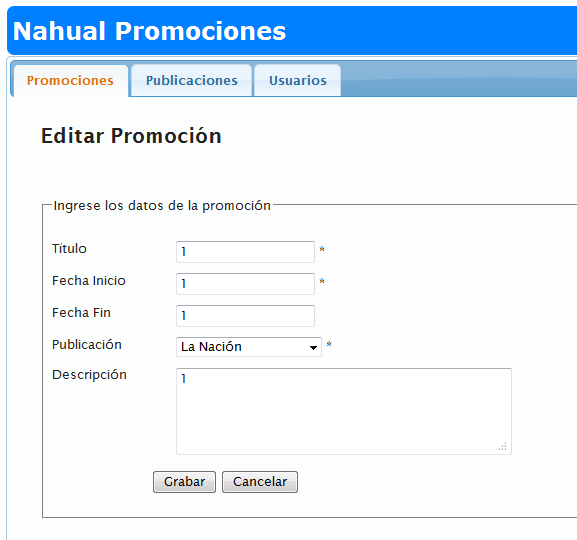 Nahual Promociones
Promociones Publicaciones Usuarios
Editar Promoción
Ingrese los datos de la promoción
Título 1 *
Fecha Inicio 1 *
Fecha Fin 1
Publicación La Nación *
Descripción 1
Grabar Cancelar